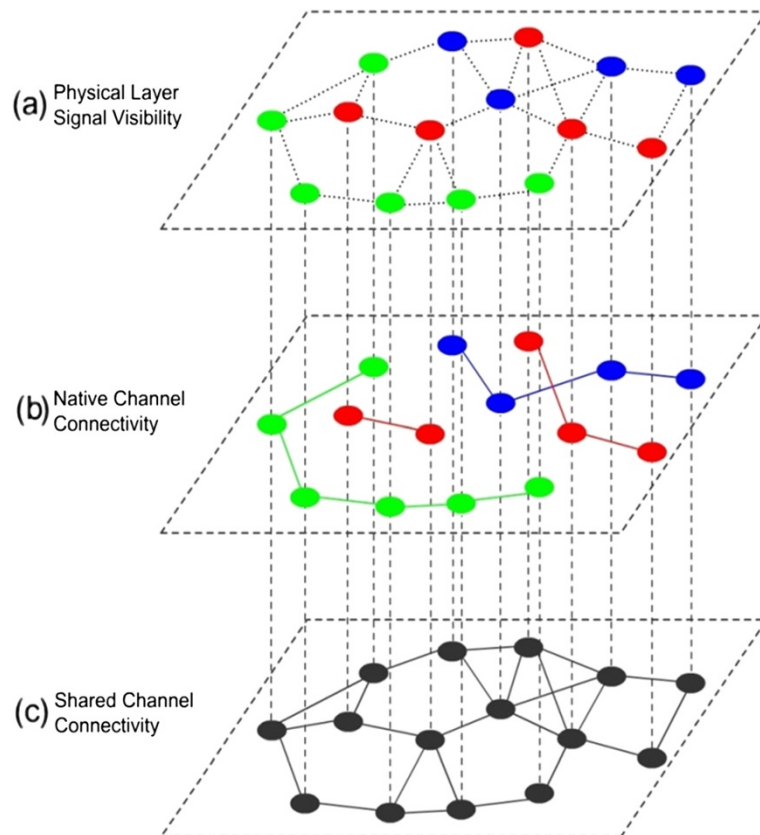 (a) Physical Layer
Signal Visibility
(b) Native Channel
Connectivity
(c) Shared Channel
Connectivity